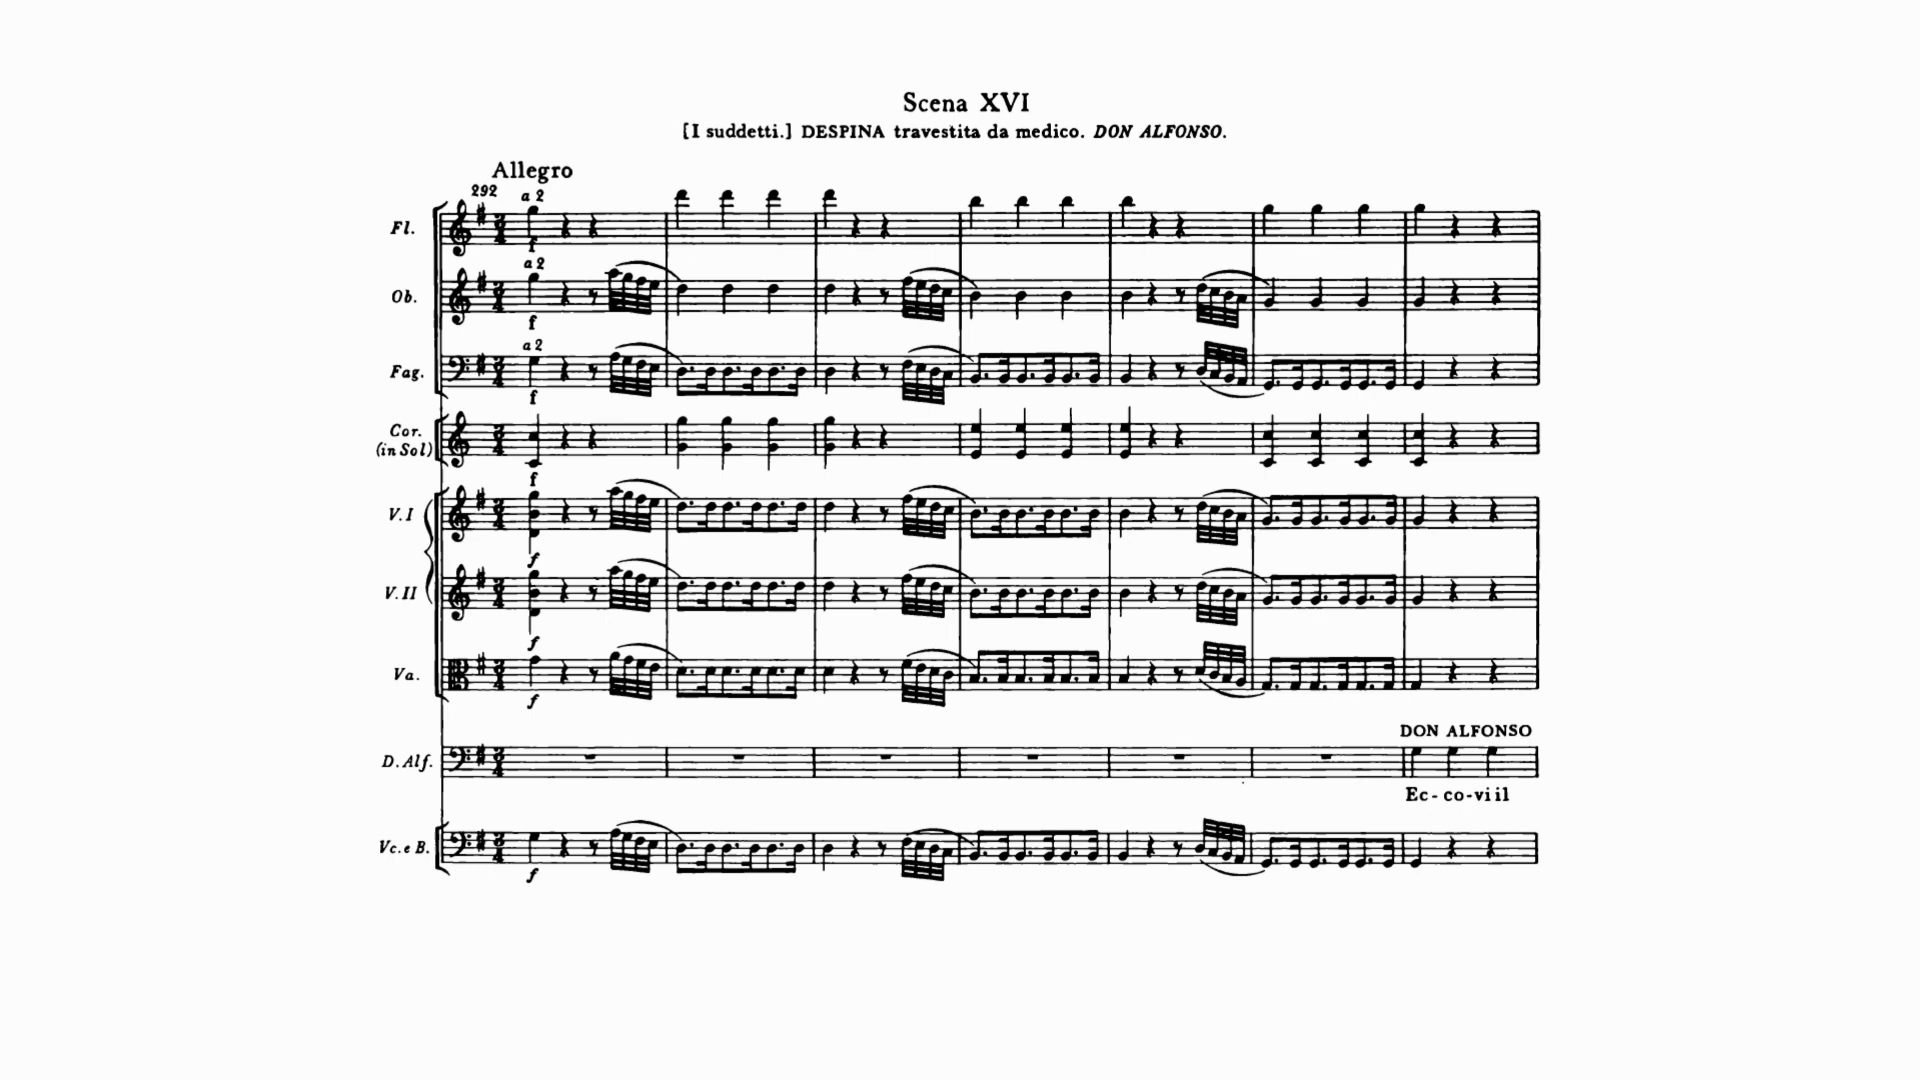 Scena XVI
[I suddetti.] DESPINA travestita da medico. DON ALFONSO.
Allegro
292
a 2
Fl.
f
a 2
Ob.
f
a 2
Fag.
f
Cor.
(in Sol)
f
V. I
f
V. II
f
Va.
f
DON ALFONSO
D. Alf.
Ec - co - vi il
Vc. e B.
f